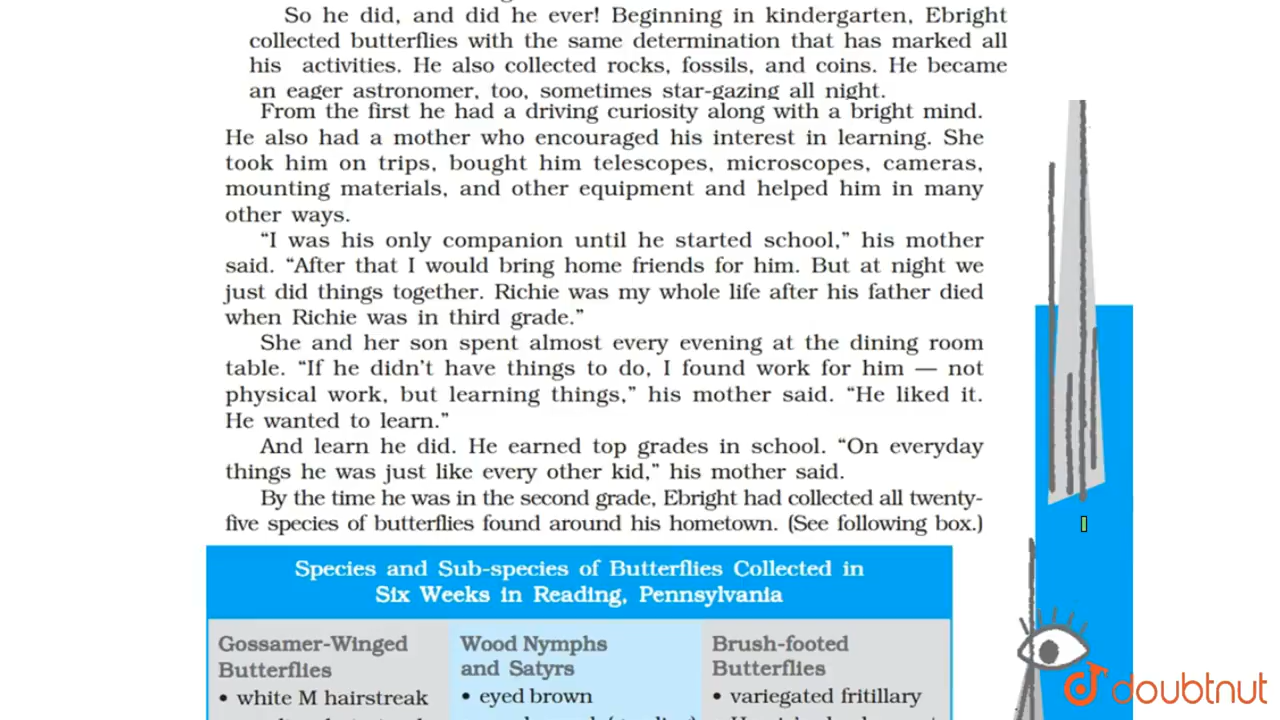 So he did, and did he ever! Beginning in kindergarten, Ebright
collected butterflies with the same determination that has marked all
his activities. He also collected rocks, fossils, and coins. He became
an eager astronomer, too, sometimes star-gazing all night.
From the first he had a driving curiosity along with a bright mind.
He also had a mother who encouraged his interest in learning. She
took him on trips, bought him telescopes, microscopes, cameras,
mounting materials, and other equipment and helped him in many
other ways.
“I was his only companion until he started school,” his mother
said. “After that I would bring home friends for him. But at night we
just did things together. Richie was my whole life after his father died
when Richie was in third grade.”
She and her son spent almost every evening at the dining room
table. “If he didn’t have things to do, I found work for him — not
physical work, but learning things,” his mother said. “He liked it.
He wanted to learn.”
And learn he did. He earned top grades in school. “On everyday
things he was just like every other kid,” his mother said.
By the time he was in the second grade, Ebright had collected all twenty-
five species of butterflies found around his hometown. (See following box.)
Species and Sub-species of Butterflies Collected in
Six Weeks in Reading, Pennsylvania
Gossamer-Winged
Butterflies
• white M hairstreak
Wood Nymphs
and Satyrs
• eyed brown
Brush-footed
Butterflies
• variegated fritillary
doubtnut